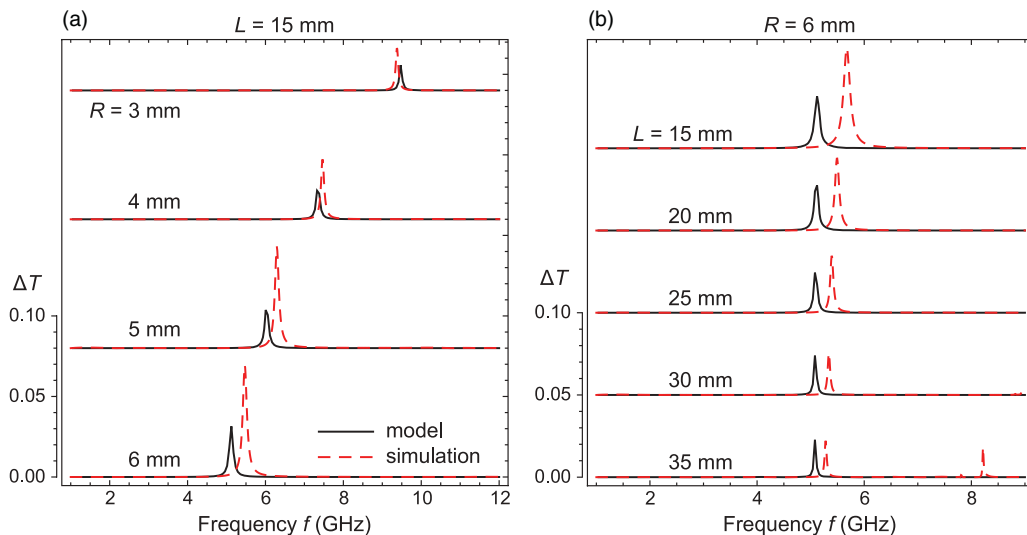 (a)
L = 15 mm
R = 3 mm
4 mm
5 mm
6 mm
ΔT
0.10
0.05
0.00
model
simulation
2 4 6 8 10 12
Frequency f (GHz)
(b)
R = 6 mm
L = 15 mm
20 mm
25 mm
30 mm
35 mm
ΔT
0.10
0.05
0.00
2 4 6 8
Frequency f (GHz)